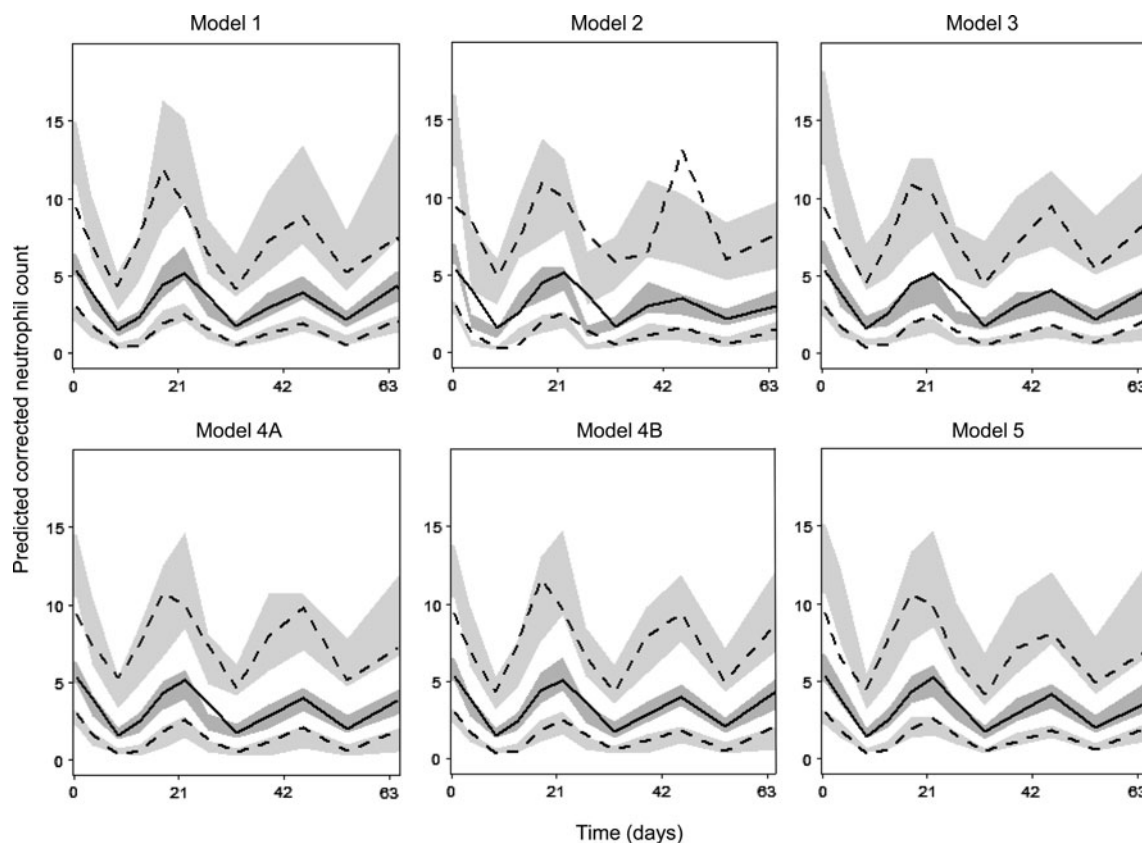 Model 1 Model 2 Model 3
15 15 15
10 10 10
5 5 5
0 0 0
0 21 42 63 0 21 42 63 0 21 42 63
Predicted corrected neutrophil count
Model 4A Model 4B Model 5
15 15 15
10 10 10
5 5 5
0 0 0
0 21 42 63 0 21 42 63 0 21 42 63
Time (days)